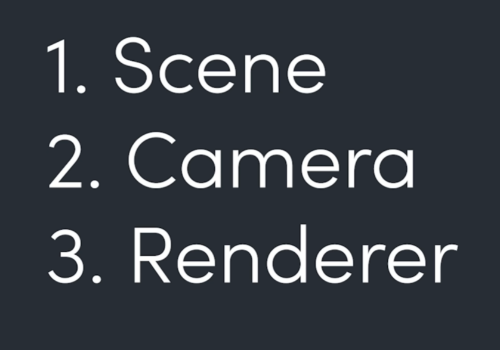 1. Scene
2. Camera
3. Renderer